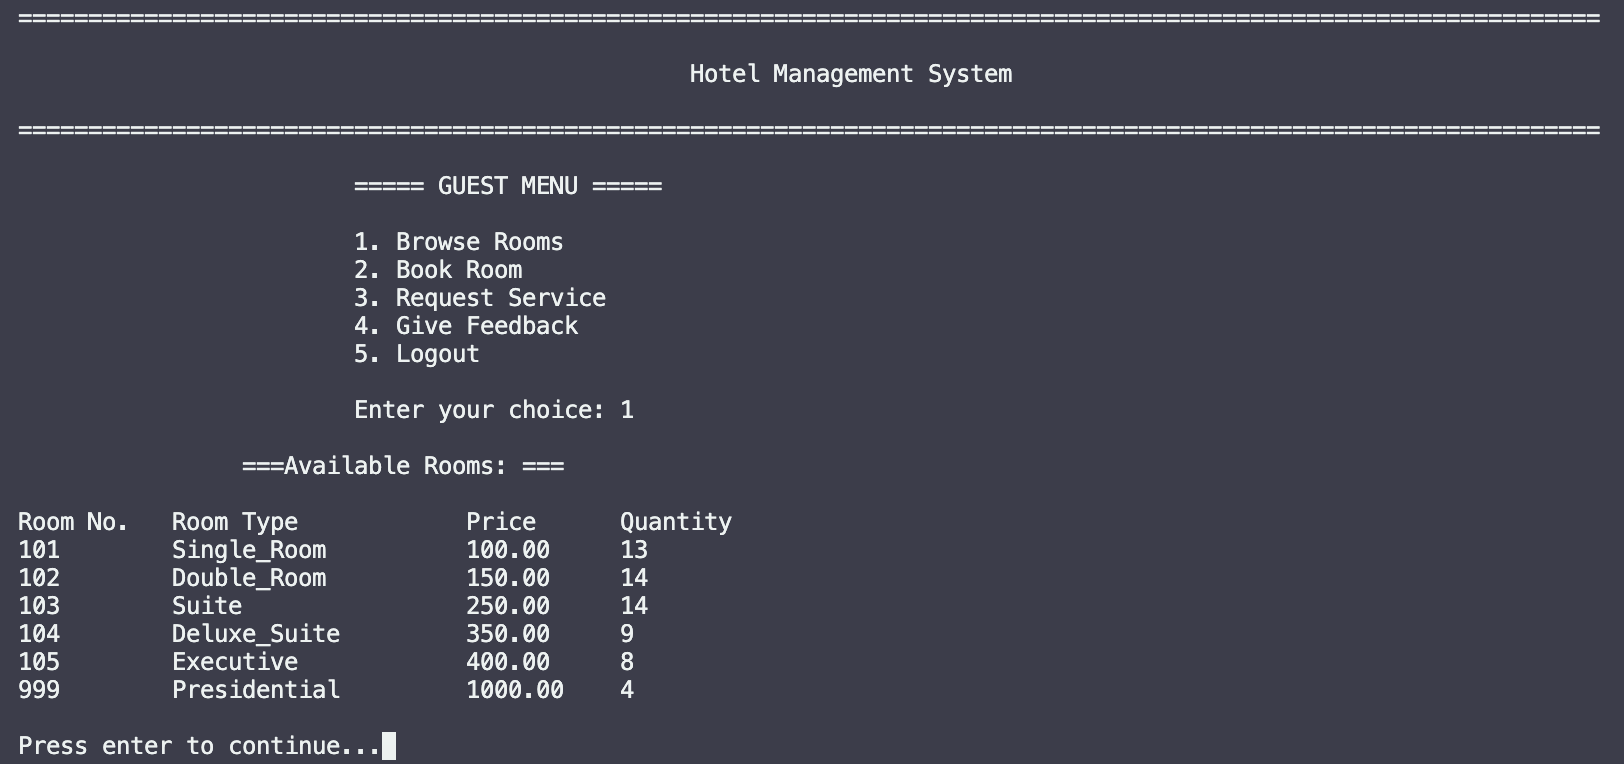 =================================================================================================================
Hotel Management System
=================================================================================================================
===== GUEST MENU =====
1. Browse Rooms
2. Book Room
3. Request Service
4. Give Feedback
5. Logout
Enter your choice: 1
===Available Rooms: ===
Room No.   Room Type            Price      Quantity
101        Single_Room          100.00     13
102        Double_Room          150.00     14
103        Suite                250.00     14
104        Deluxe_Suite         350.00     9
105        Executive            400.00     8
999        Presidential         1000.00    4
Press enter to continue...